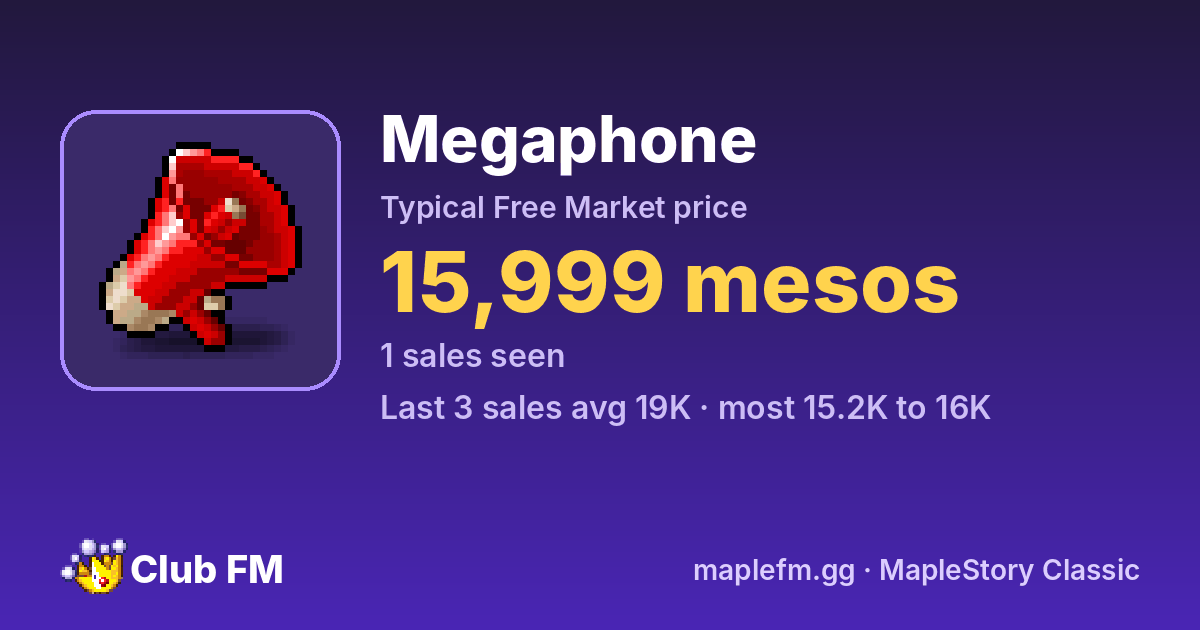 Megaphone
Typical Free Market price
15,999 mesos
1 sales seen
Last 3 sales avg 19K · most 15.2K to 16K
Club FM
maplefm.gg · MapleStory Classic